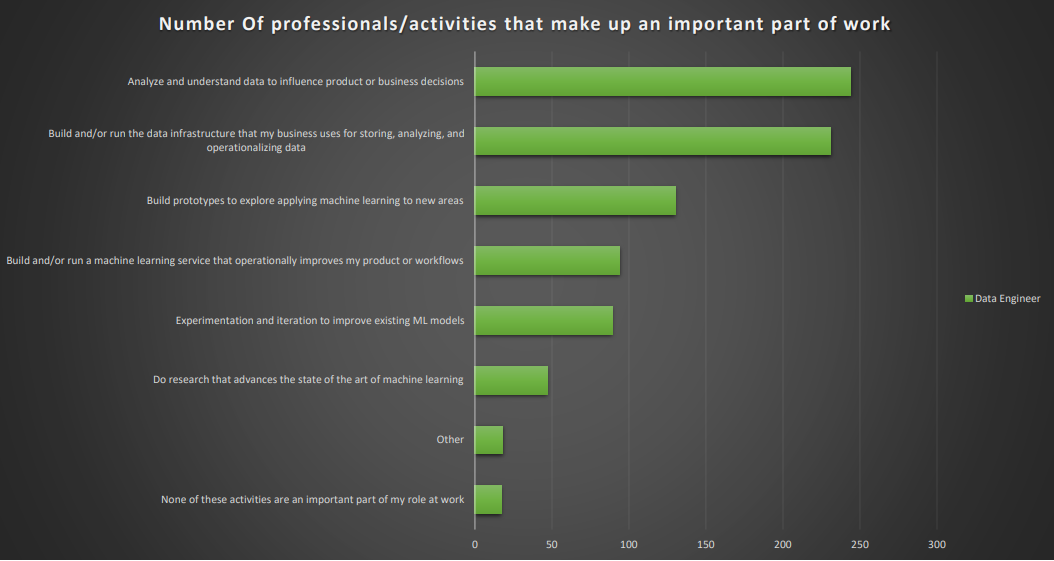 Number Of professionals/activities that make up an important part of work
Analyze and understand data to influence product or business decisions
Build and/or run the data infrastructure that my business uses for storing, analyzing, and
operationalizing data
Build prototypes to explore applying machine learning to new areas
Build and/or run a machine learning service that operationally improves my product or workflows
Experimentation and iteration to improve existing ML models
Do research that advances the state of the art of machine learning
Other
None of these activities are an important part of my role at work
0 50 100 150 200 250 300
Data Engineer